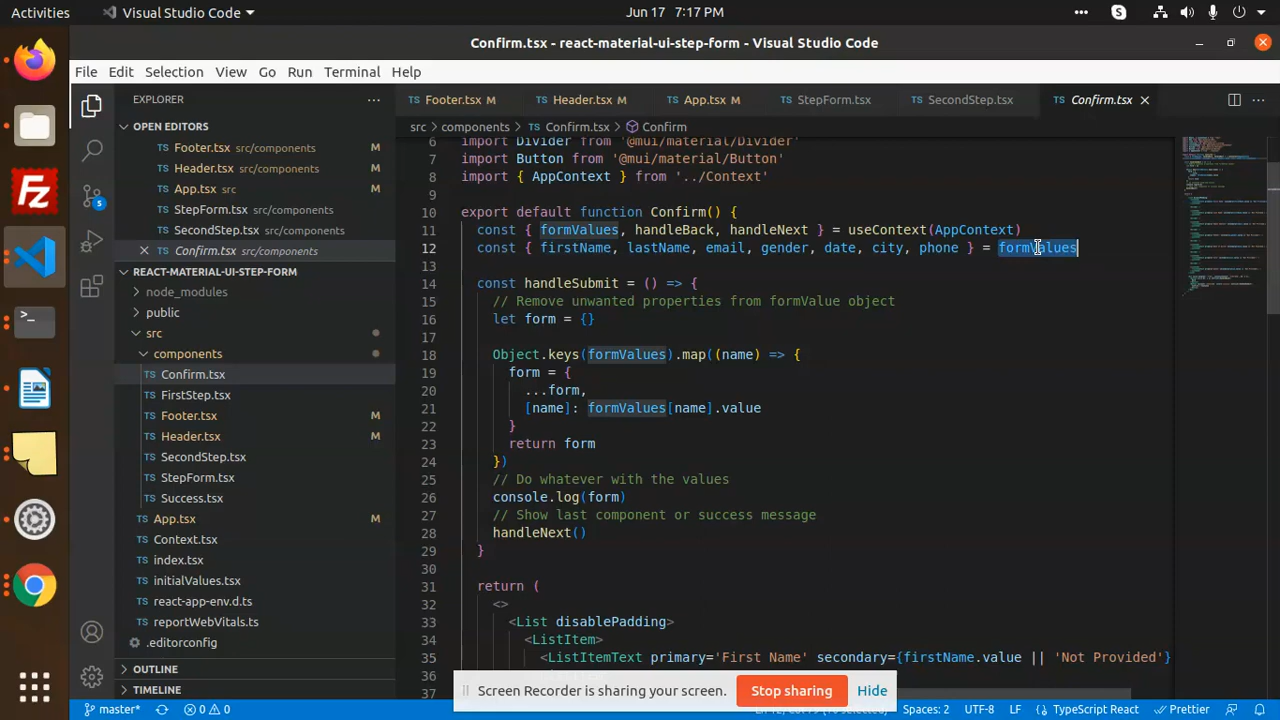 Activities
Visual Studio Code
Jun 17 7:17 PM
Confirm.tsx - react-material-ui-step-form - Visual Studio Code
File Edit Selection View Go Run Terminal Help
EXPLORER
OPEN EDITORS
Footer.tsx src/components M
Header.tsx src/components M
App.tsx src M
StepForm.tsx src/components
SecondStep.tsx src/components
Confirm.tsx src/components
REACT-MATERIAL-UI-STEP-FORM
node_modules
public
src
components
Confirm.tsx
FirstStep.tsx
Footer.tsx M
Header.tsx M
SecondStep.tsx
StepForm.tsx
Success.tsx
App.tsx M
Context.tsx
index.tsx
initialValues.tsx
react-app-env.d.ts
reportWebVitals.ts
.editorconfig
OUTLINE
TIMELINE
5
Footer.tsx M
Header.tsx M
App.tsx M
StepForm.tsx
SecondStep.tsx
Confirm.tsx
src > components > Confirm.tsx > Confirm
6 import Divider from '@mui/material/Divider'
7 import Button from '@mui/material/Button'
8 import { AppContext } from '../Context'
9
10 export default function Confirm() {
11 const { formValues, handleBack, handleNext } = useContext(AppContext)
12 const { firstName, lastName, email, gender, date, city, phone } = formValues
13
14 const handleSubmit = () => {
15 // Remove unwanted properties from formValue object
16 let form = {}
17
18 Object.keys(formValues).map((name) => {
19 form = {
20 ...form,
21 [name]: formValues[name].value
22 }
23 return form
24 })
25 // Do whatever with the values
26 console.log(form)
27 // Show last component or success message
28 handleNext()
29 }
30
31 return (
32 <>
33 <List disablePadding>
34 <ListItem>
35 <ListItemText primary='First Name' secondary={firstName.value || 'Not Provided'}
37
Screen Recorder is sharing your screen.
Stop sharing
Hide
master*
0 0
Spaces: 2
UTF-8
LF
TypeScript React
Prettier